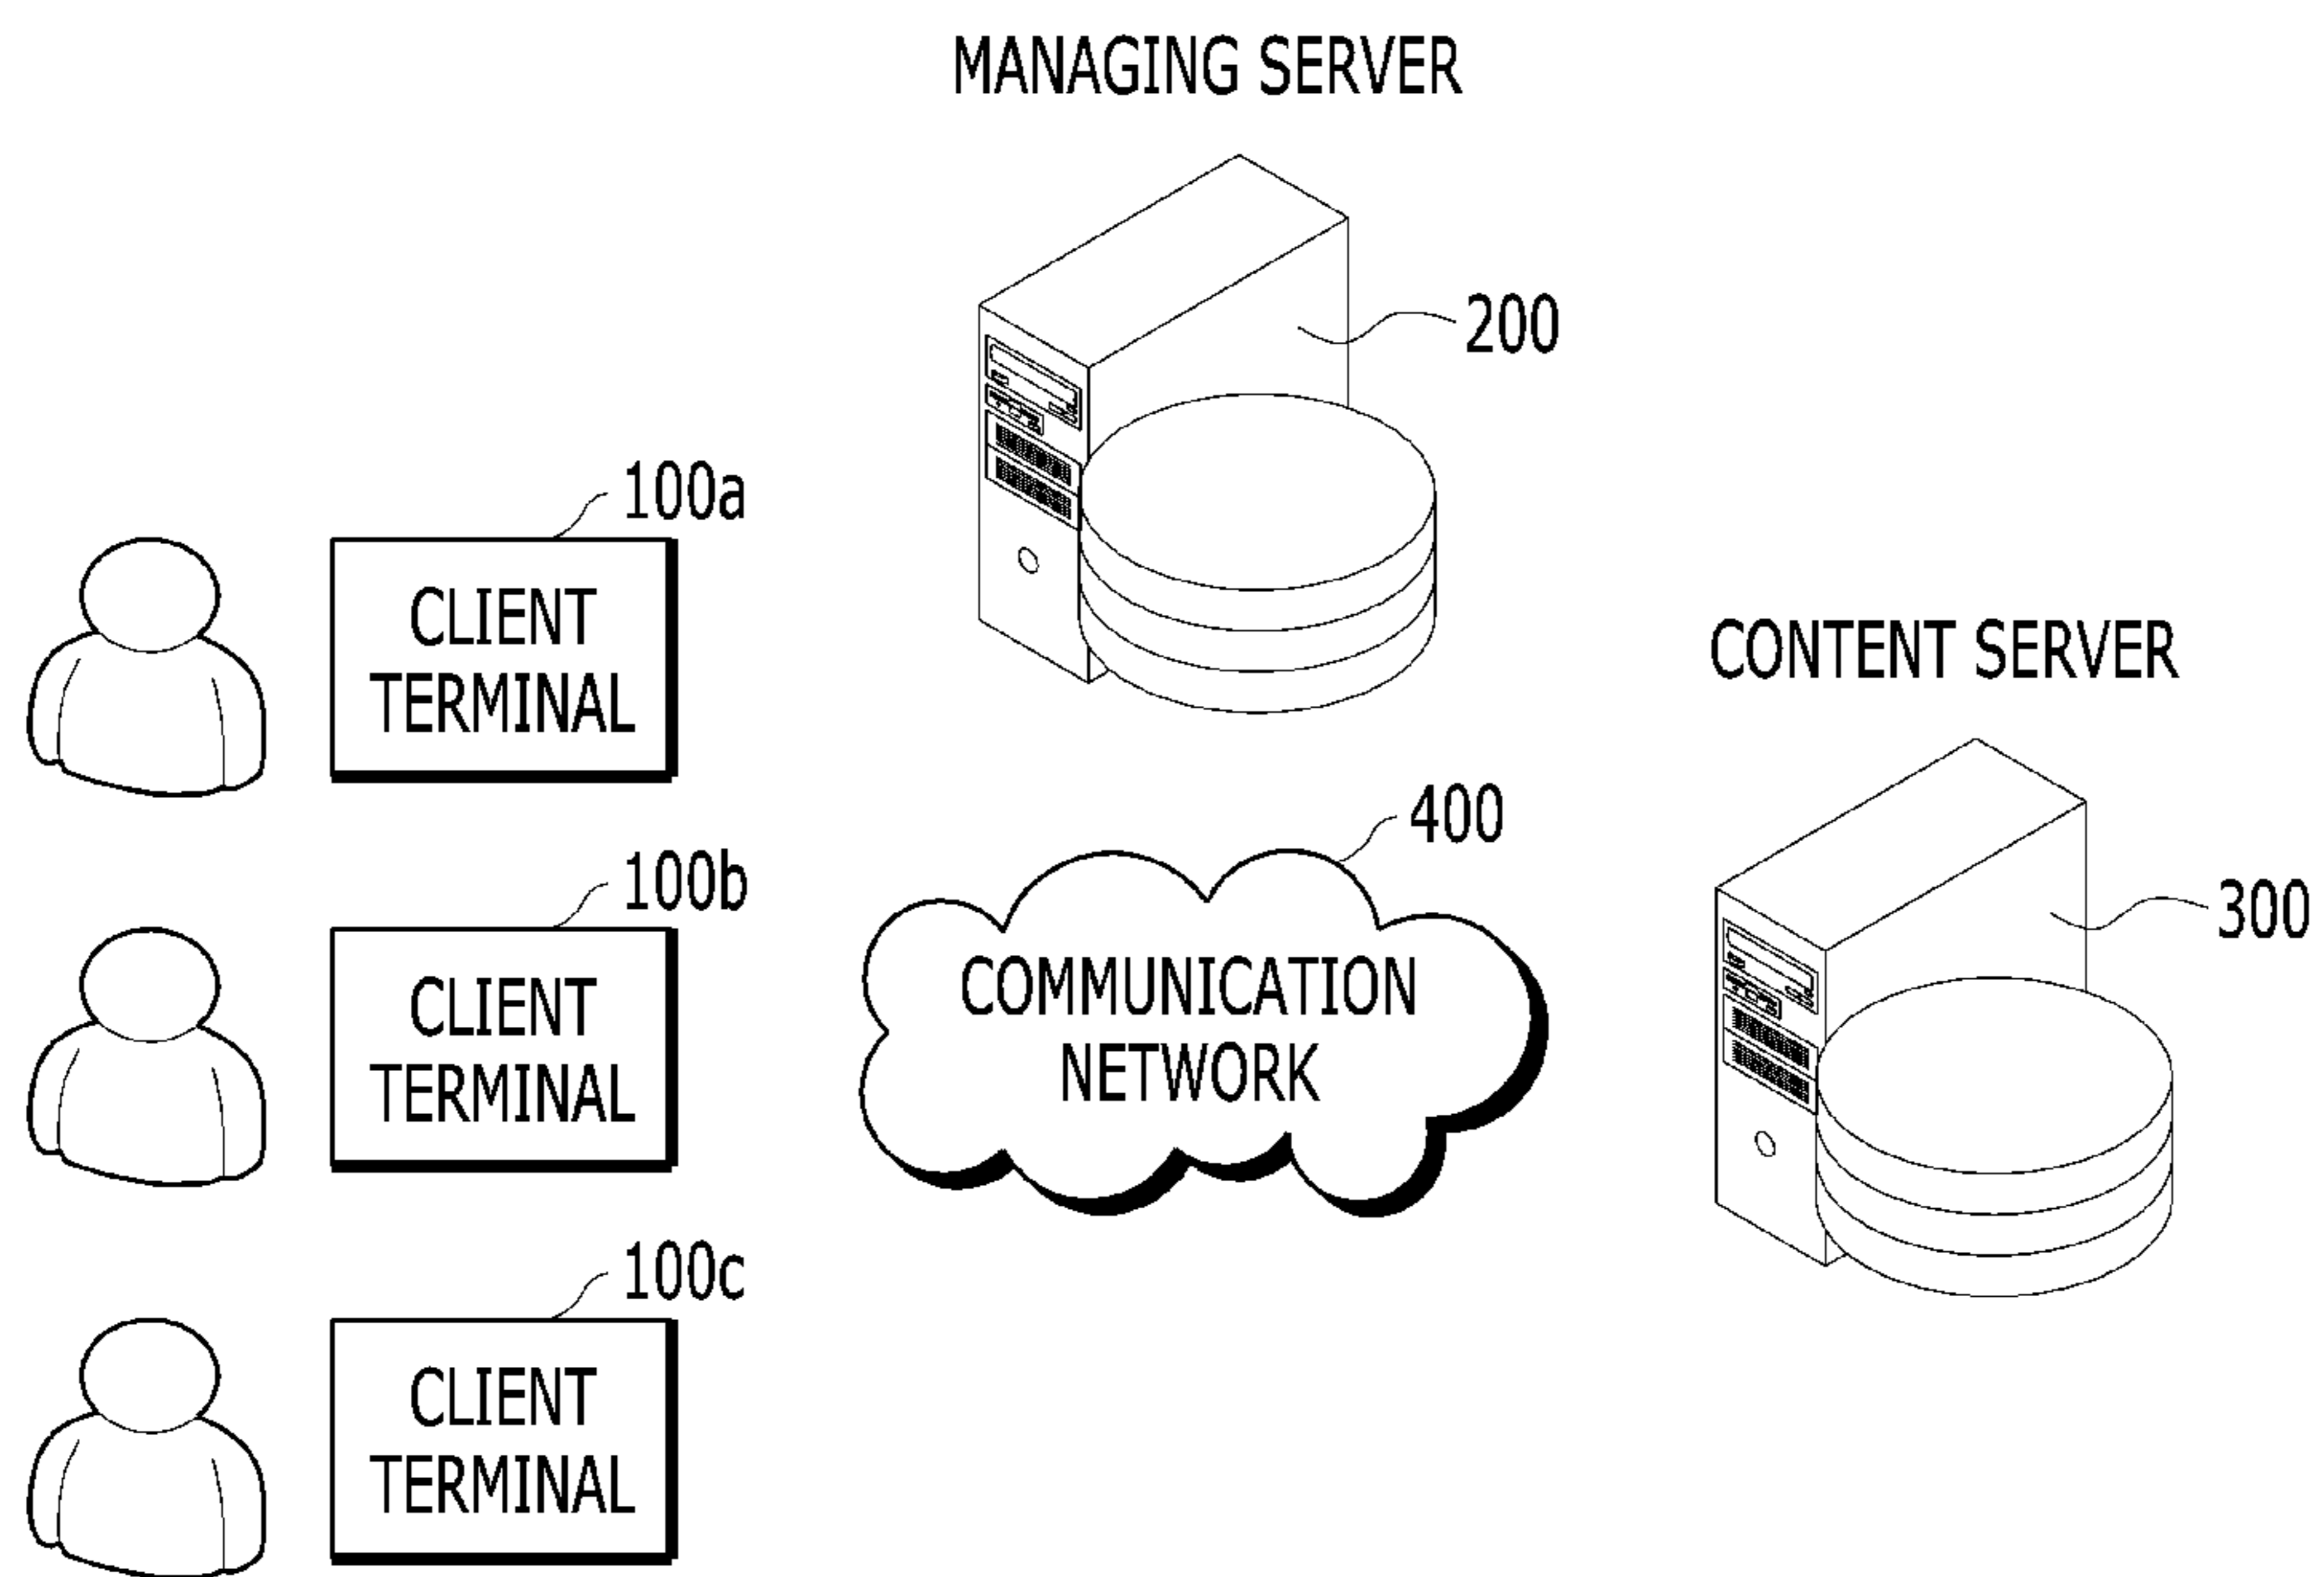 MANAGING SERVER
200
100a
CLIENT
TERMINAL
CONTENT SERVER
400
100b
300
CLIENT
TERMINAL
COMMUNICATION
NETWORK
100c
CLIENT
TERMINAL